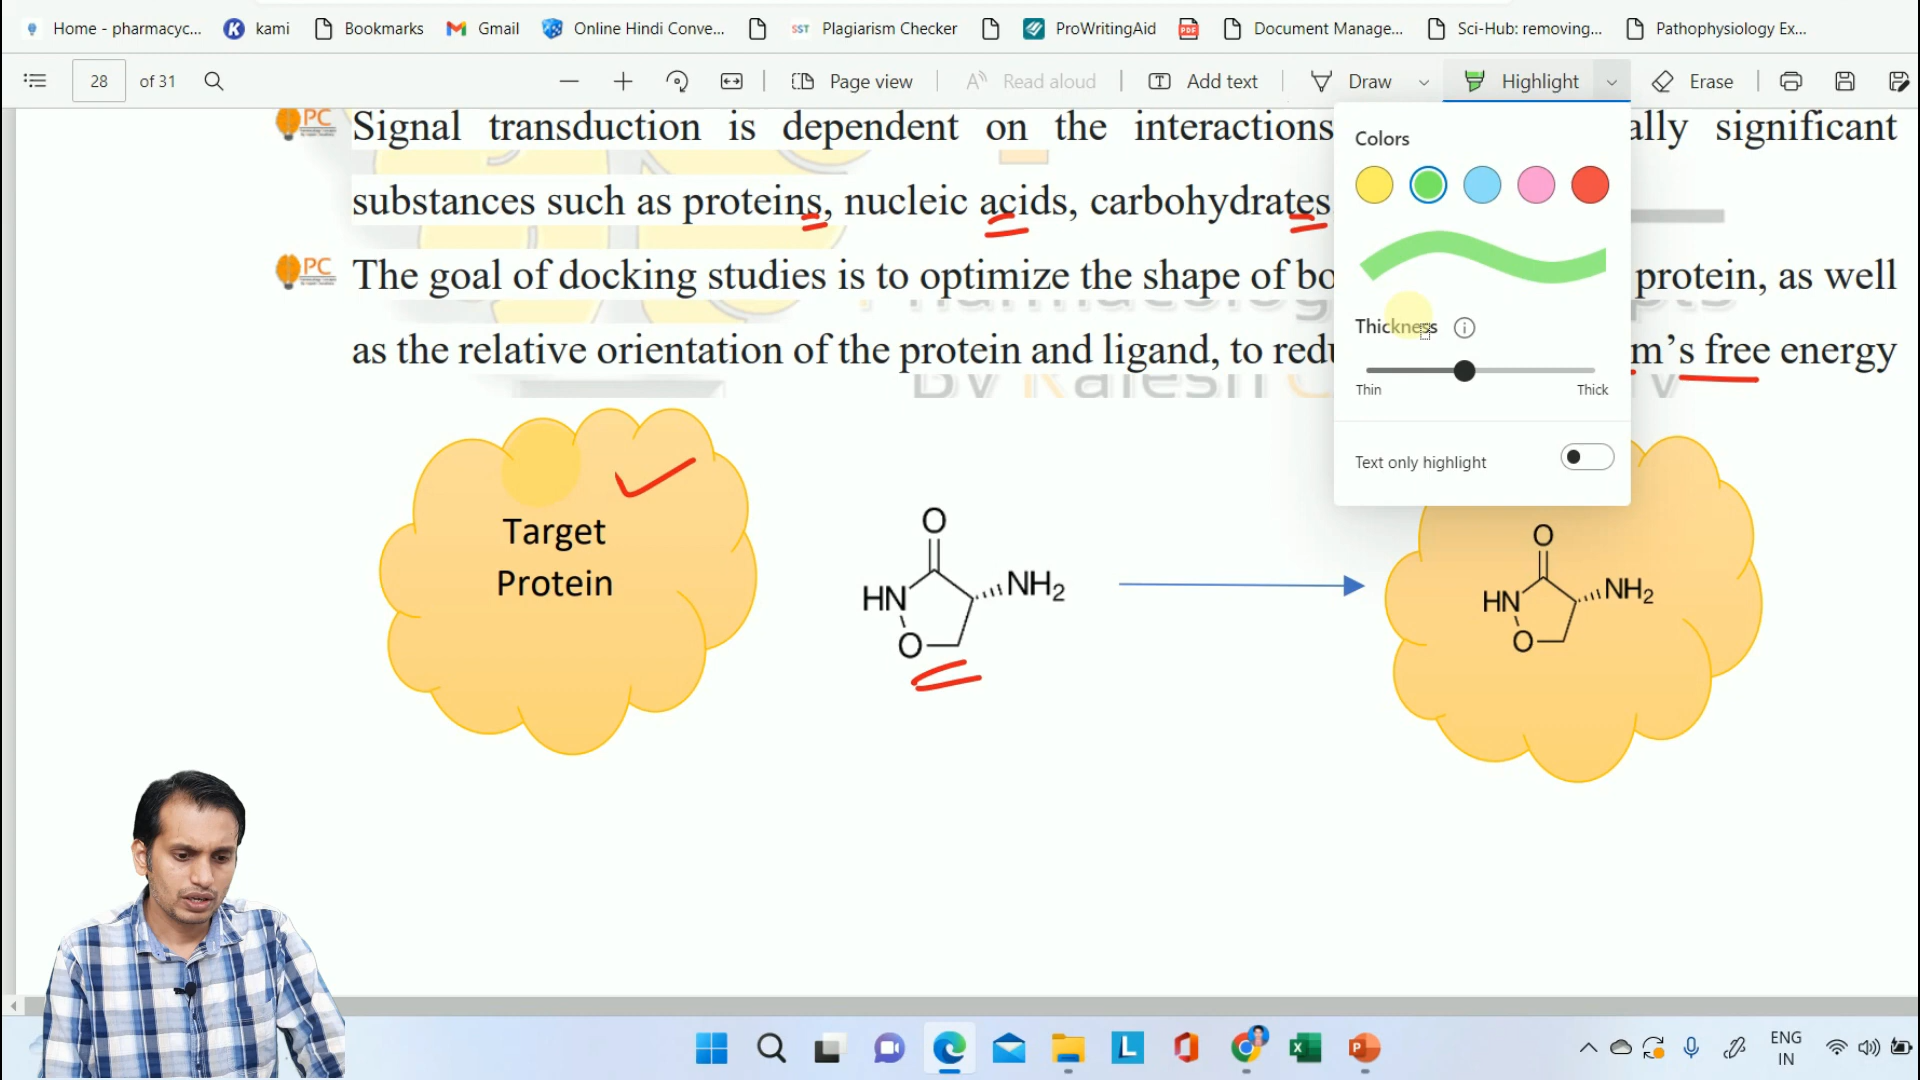 Home - pharmacyc... kami Bookmarks Gmail Online Hindi Conve... SST Plagiarism Checker ProWritingAid PDF Document Manage... Sci-Hub: removing... Pathophysiology Ex...
28 of 31 Page view Read aloud Add text Draw Highlight Erase
PC Signal transduction is dependent on the interactions ally significant
substances such as proteins, nucleic acids, carbohydrates
PC The goal of docking studies is to optimize the shape of bo protein, as well
as the relative orientation of the protein and ligand, to redu m's free energy
Colors
Thickness
Thin Thick
Text only highlight
Target
Protein
O
HN
NH2
O
O
HN
NH2
O
ENG
IN